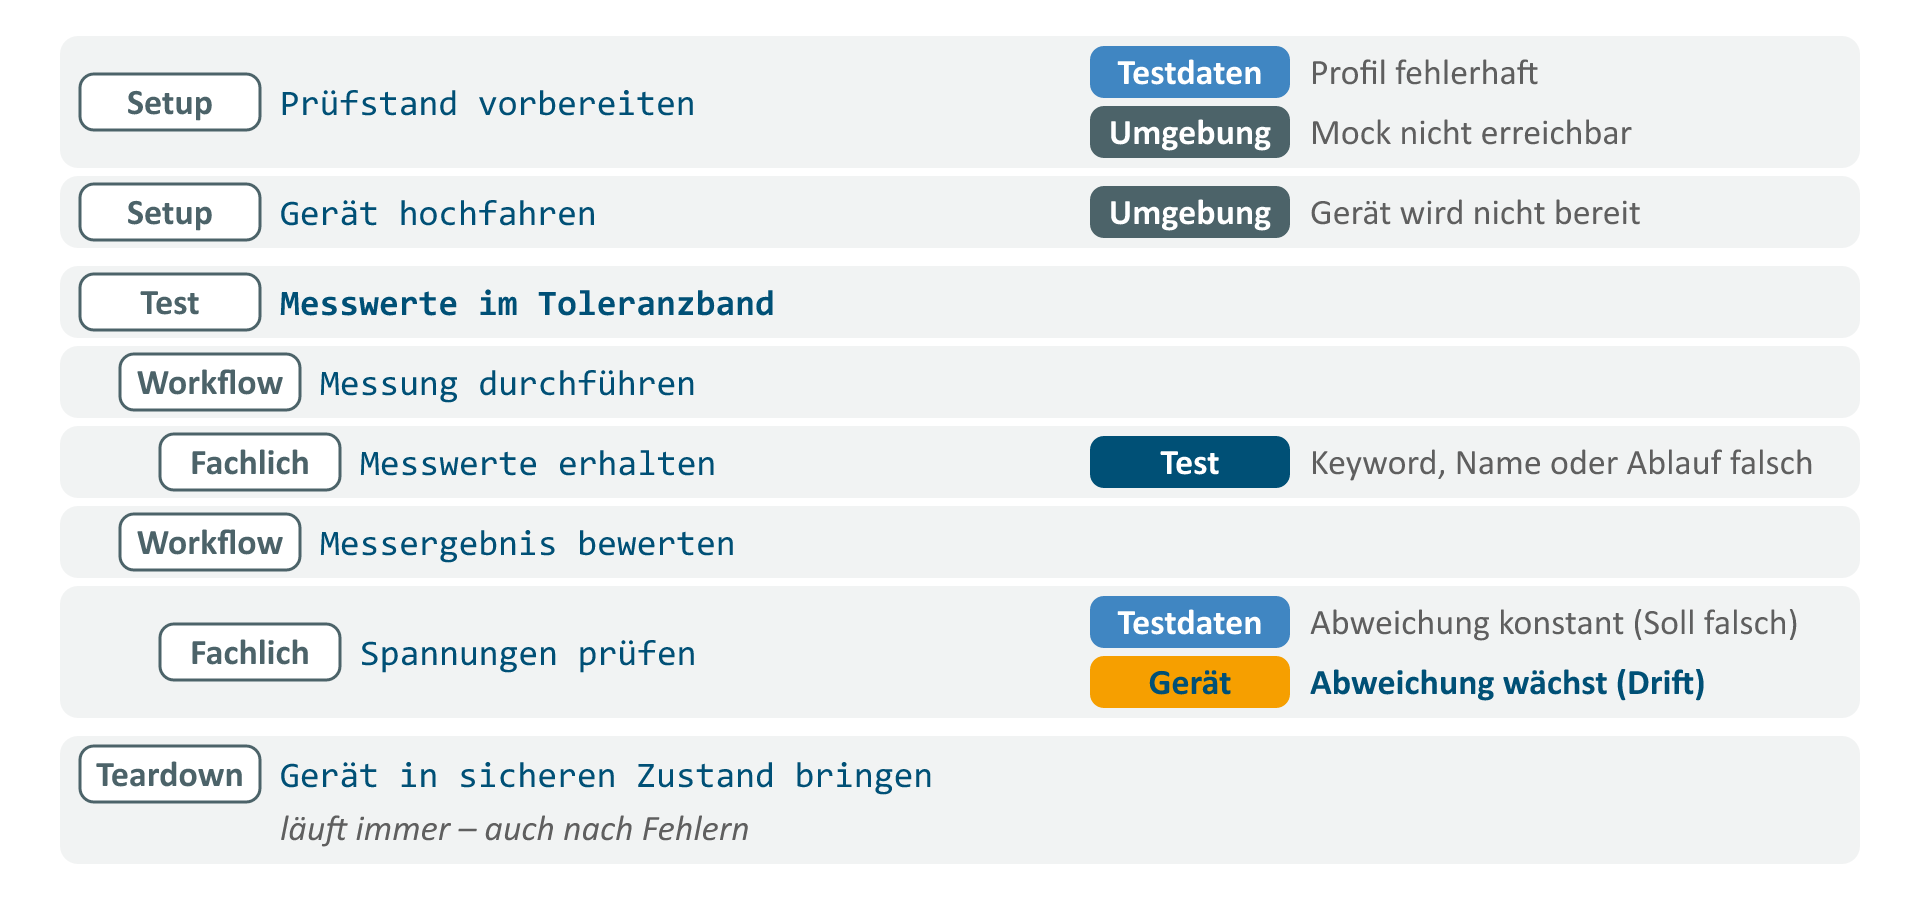 Setup Prüfstand vorbereiten Testdaten Profil fehlerhaft
Umgebung Mock nicht erreichbar
Setup Gerät hochfahren Umgebung Gerät wird nicht bereit
Test Messwerte im Toleranzband
Workflow Messung durchführen
Fachlich Messwerte erhalten Test Keyword, Name oder Ablauf falsch
Workflow Messergebnis bewerten
Fachlich Spannungen prüfen Testdaten Abweichung konstant (Soll falsch)
Gerät Abweichung wächst (Drift)
Teardown Gerät in sicheren Zustand bringen
läuft immer – auch nach Fehlern